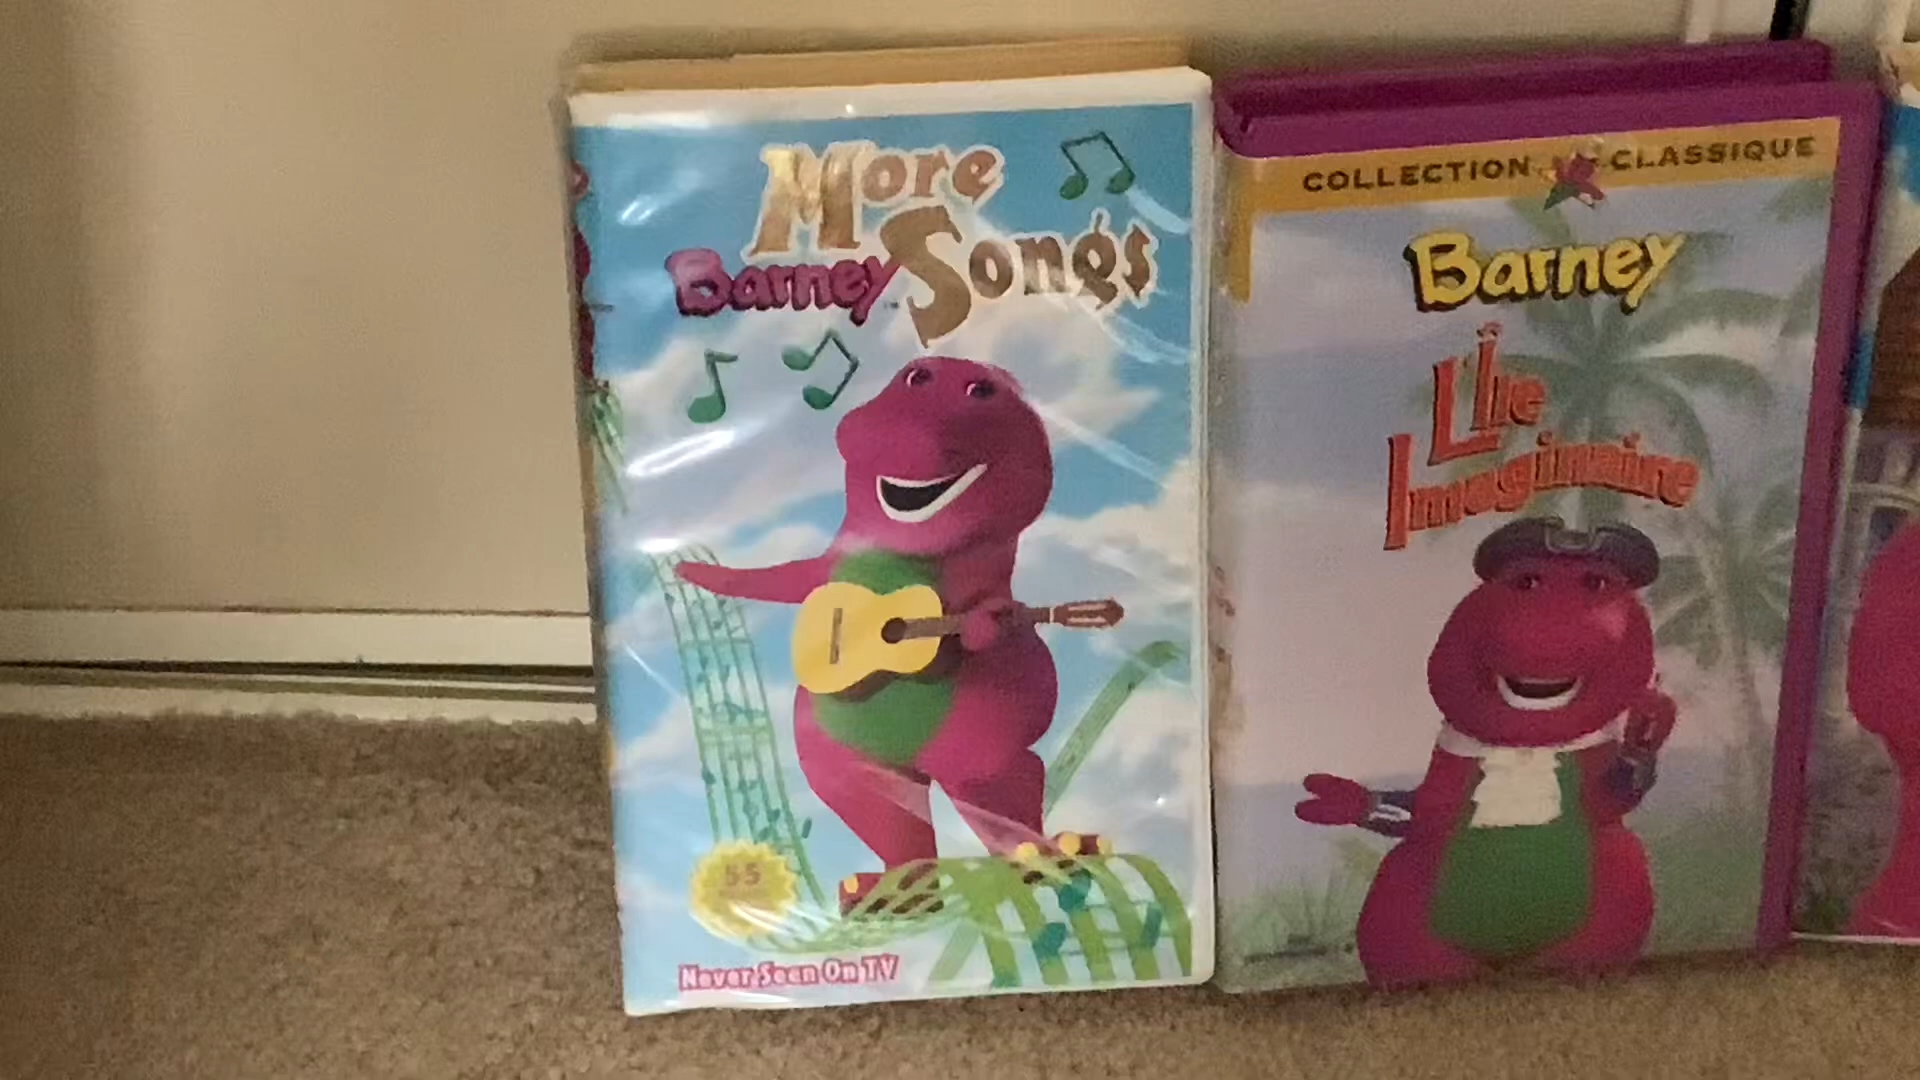 More
Barney Songs
55
Never Seen On TV
COLLECTION CLASSIQUE
Barney
L'île
Imaginaire